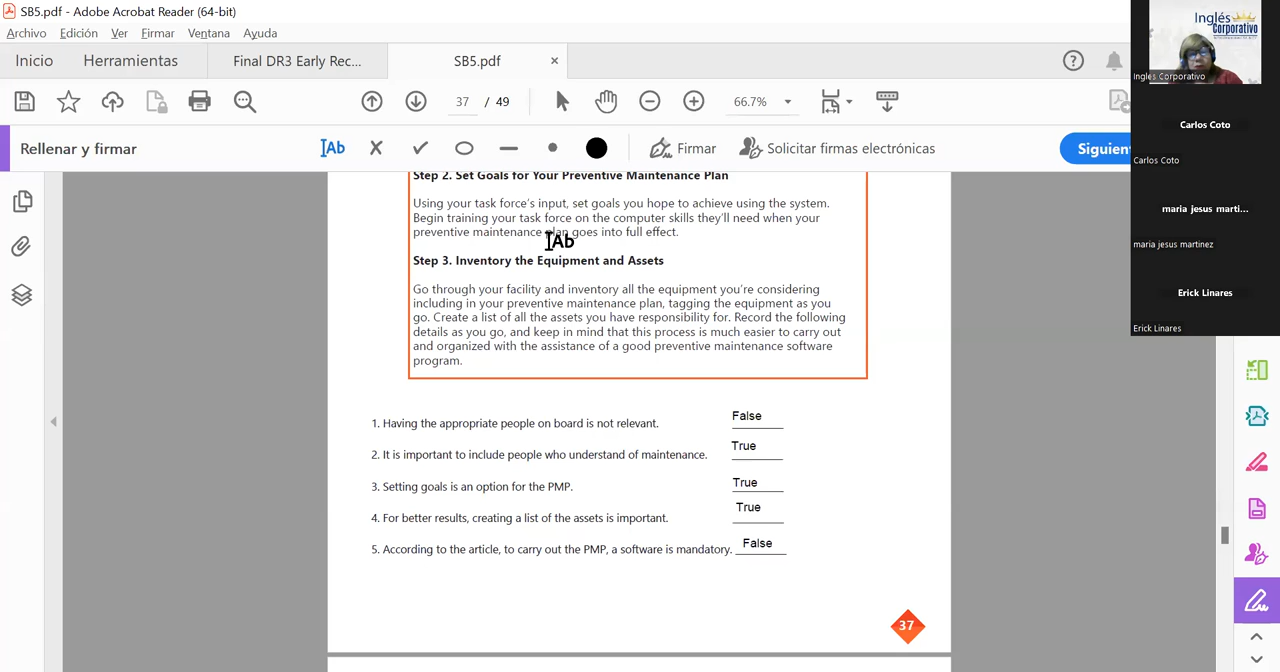 SB5.pdf - Adobe Acrobat Reader (64-bit)
Archivo Edición Ver Firmar Ventana Ayuda
Inicio Herramientas Final DR3 Early Rec... SB5.pdf ×
37 / 49 66.7%
Rellenar y firmar Ab Firmar Solicitar firmas electrónicas Siguien
Step 2. Set Goals for Your Preventive Maintenance Plan
Using your task force's input, set goals you hope to achieve using the system.
Begin training your task force on the computer skills they'll need when your
preventive maintenance plan goes into full effect.
Ab
Step 3. Inventory the Equipment and Assets
Go through your facility and inventory all the equipment you're considering
including in your preventive maintenance plan, tagging the equipment as you
go. Create a list of all the assets you have responsibility for. Record the following
details as you go, and keep in mind that this process is much easier to carry out
and organized with the assistance of a good preventive maintenance software
program.
1. Having the appropriate people on board is not relevant. False
2. It is important to include people who understand of maintenance. True
3. Setting goals is an option for the PMP. True
4. For better results, creating a list of the assets is important. True
5. According to the article, to carry out the PMP, a software is mandatory. False
37
Inglés
Corporativo
Ingles Corporativo
Carlos Coto
Carlos Coto
maria jesus marti...
maria jesus martinez
Erick Linares
Erick Linares